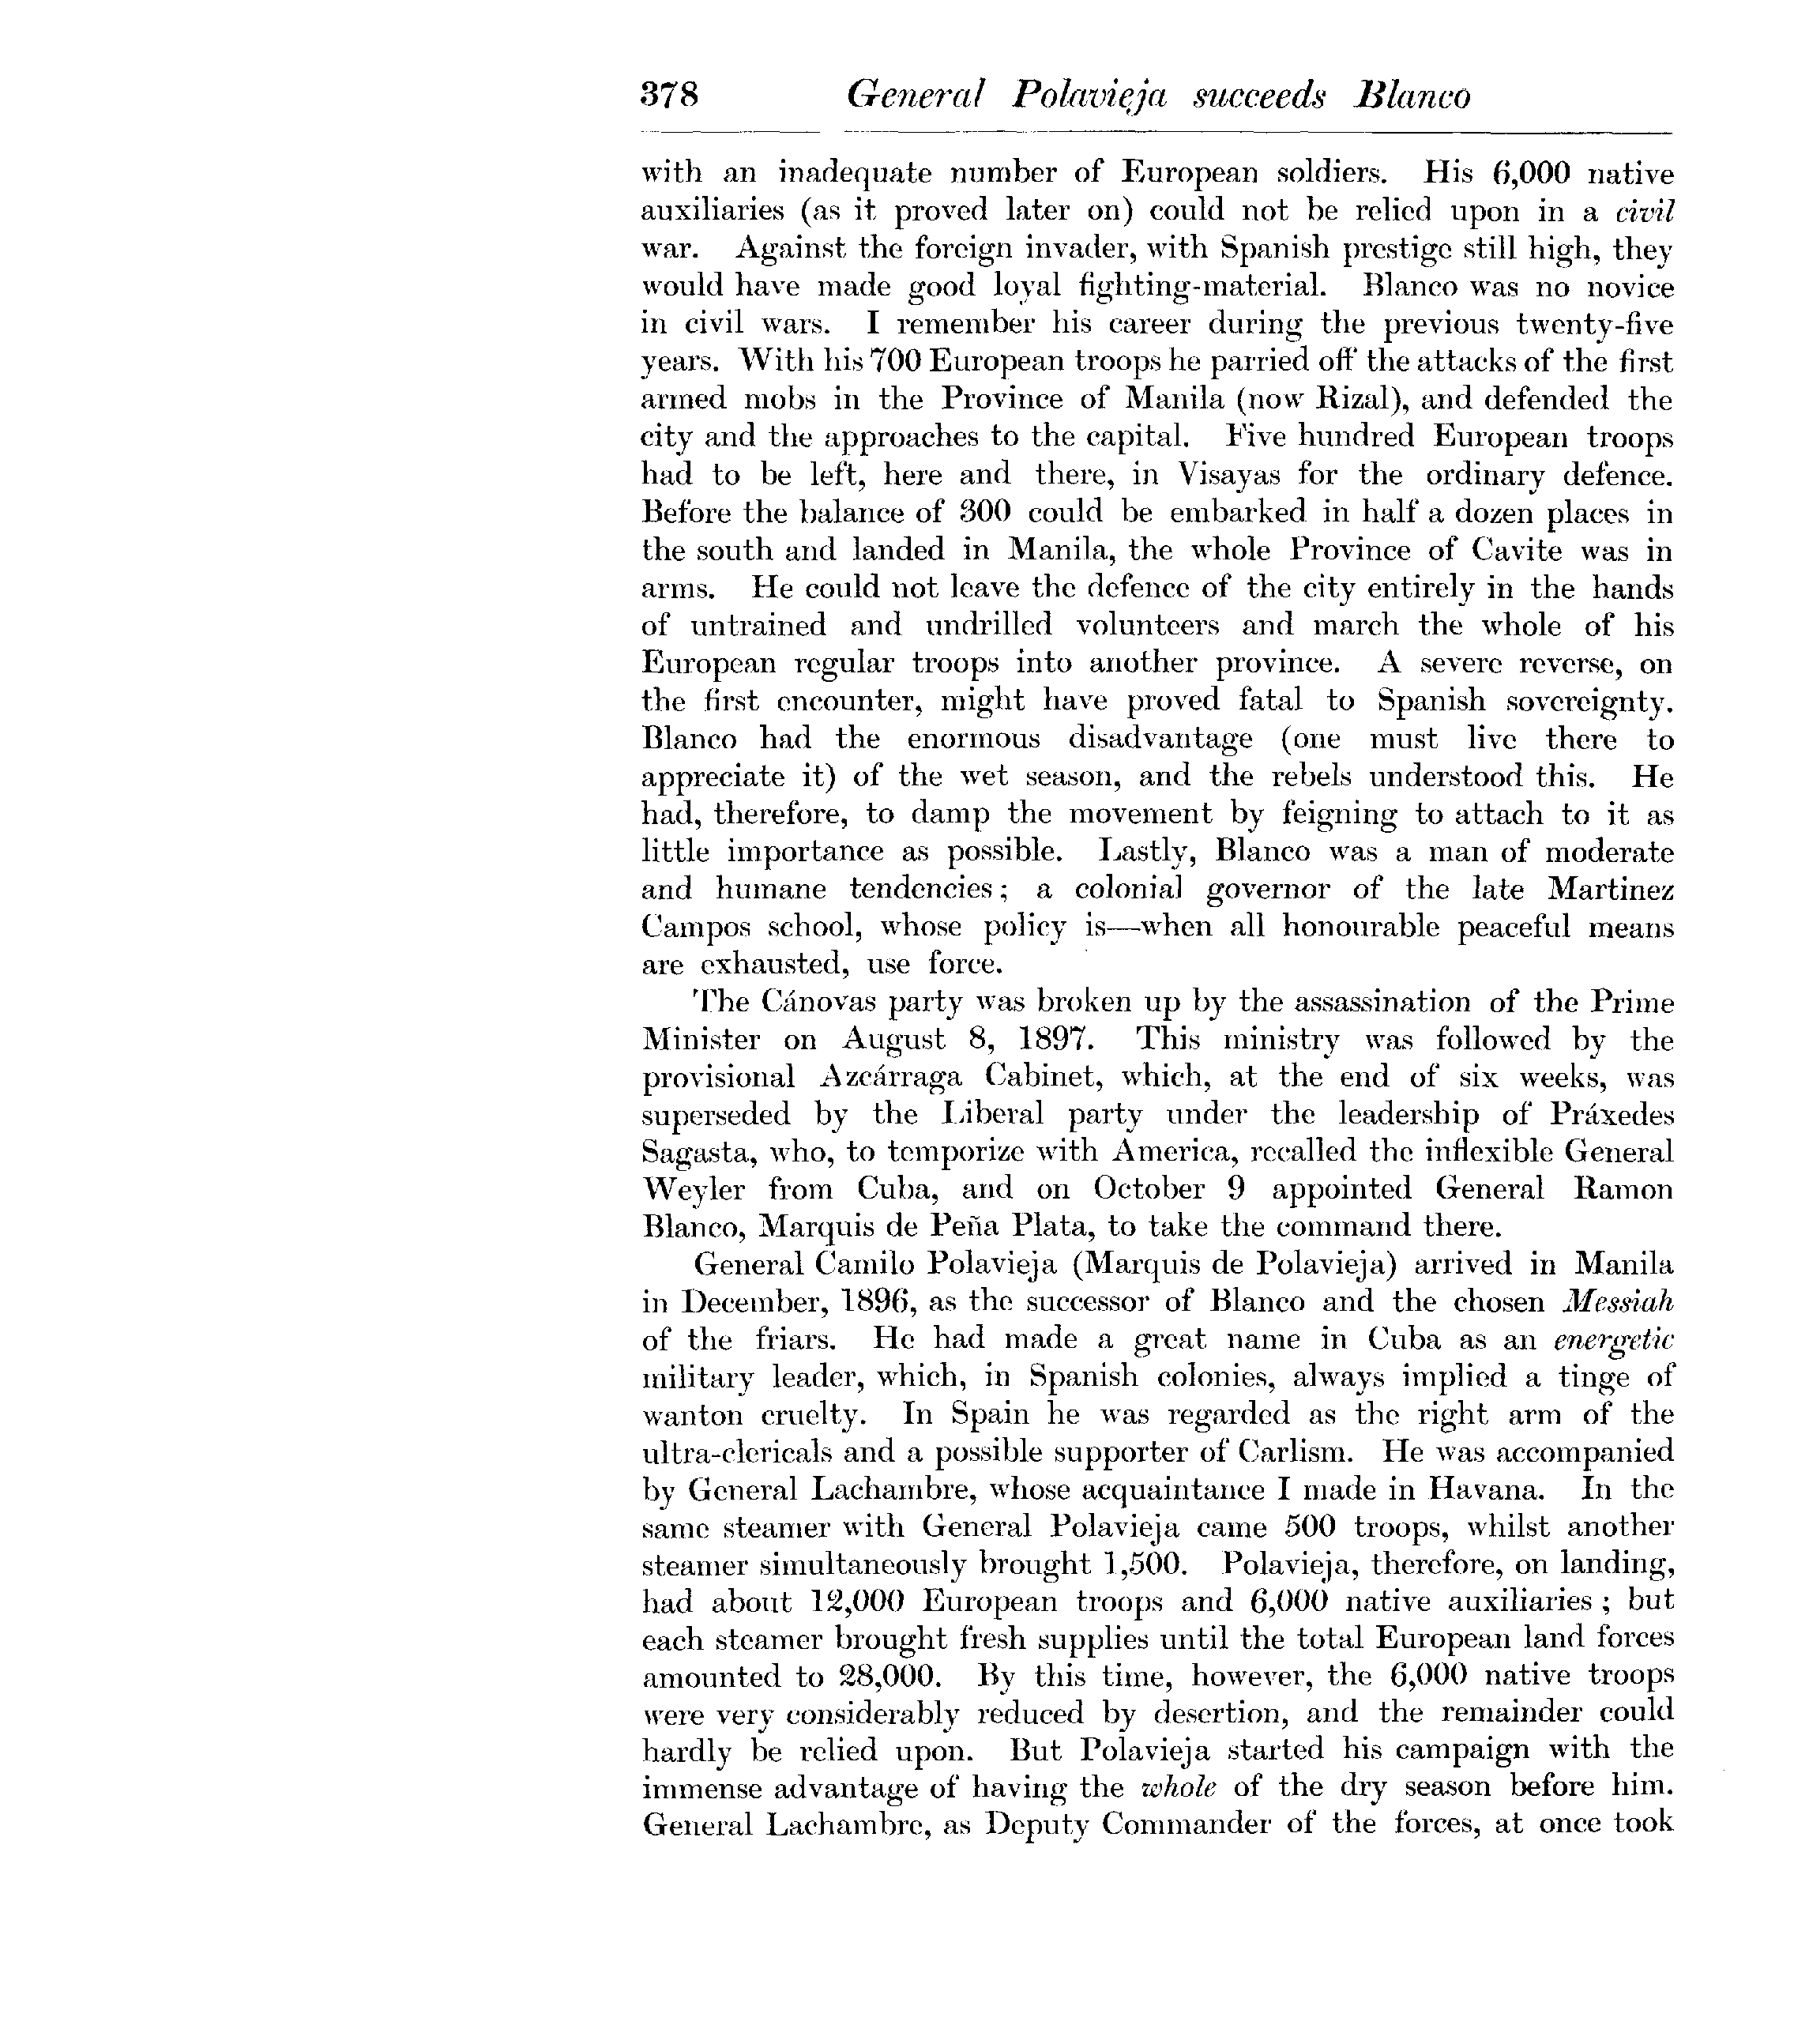 378 General Polavieja succeeds Blanco
with an inadequate number of European soldiers. His 6,000 native
auxiliaries (as it proved later on) could not be relied upon in a civil
war. Against the foreign invader, with Spanish prestige still high, they
would have made good loyal fighting-material. Blanco was no novice
in civil wars. I remember his career during the previous twenty-five
years. With his 700 European troops he parried off the attacks of the first
armed mobs in the Province of Manila (now Rizal), and defended the
city and the approaches to the capital. Five hundred European troops
had to be left, here and there, in Visayas for the ordinary defence.
Before the balance of 300 could be embarked in half a dozen places in
the south and landed in Manila, the whole Province of Cavite was in
arms. He could not leave the defence of the city entirely in the hands
of untrained and undrilled volunteers and march the whole of his
European regular troops into another province. A severe reverse, on
the first encounter, might have proved fatal to Spanish sovereignty.
Blanco had the enormous disadvantage (one must live there to
appreciate it) of the wet season, and the rebels understood this. He
had, therefore, to damp the movement by feigning to attach to it as
little importance as possible. Lastly, Blanco was a man of moderate
and humane tendencies; a colonial governor of the late Martinez
Campos school, whose policy is—when all honourable peaceful means
are exhausted, use force.
The Cánovas party was broken up by the assassination of the Prime
Minister on August 8, 1897. This ministry was followed by the
provisional Azcárraga Cabinet, which, at the end of six weeks, was
superseded by the Liberal party under the leadership of Práxedes
Sagasta, who, to temporize with America, recalled the inflexible General
Weyler from Cuba, and on October 9 appointed General Ramon
Blanco, Marquis de Peña Plata, to take the command there.
General Camilo Polavieja (Marquis de Polavieja) arrived in Manila
in December, 1896, as the successor of Blanco and the chosen Messiah
of the friars. He had made a great name in Cuba as an energetic
military leader, which, in Spanish colonies, always implied a tinge of
wanton cruelty. In Spain he was regarded as the right arm of the
ultra-clericals and a possible supporter of Carlism. He was accompanied
by General Lachambre, whose acquaintance I made in Havana. In the
same steamer with General Polavieja came 500 troops, whilst another
steamer simultaneously brought 1,500. Polavieja, therefore, on landing,
had about 12,000 European troops and 6,000 native auxiliaries; but
each steamer brought fresh supplies until the total European land forces
amounted to 28,000. By this time, however, the 6,000 native troops
were very considerably reduced by desertion, and the remainder could
hardly be relied upon. But Polavieja started his campaign with the
immense advantage of having the whole of the dry season before him.
General Lachambre, as Deputy Commander of the forces, at once took